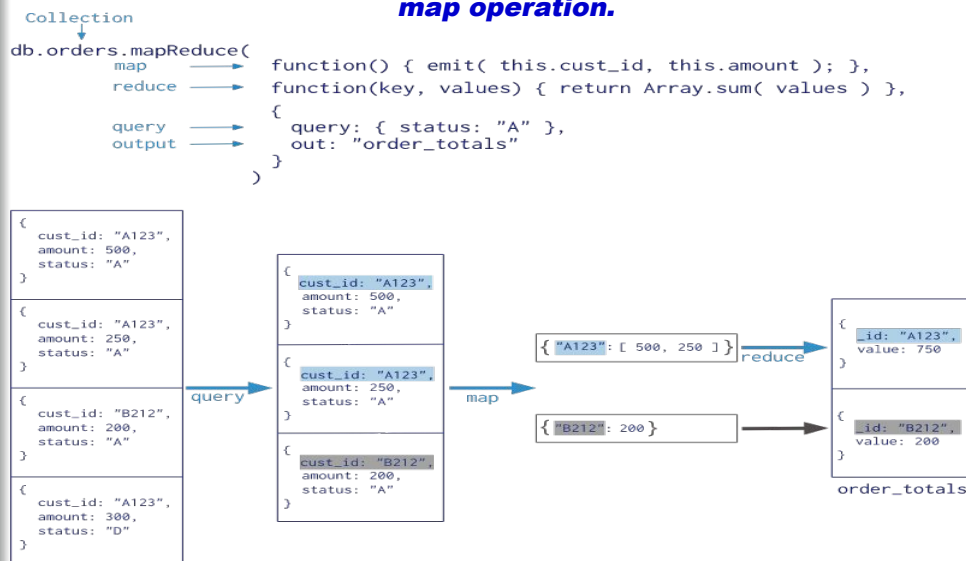 map operation.
Collection
db.orders.mapReduce(
map function() { emit( this.cust_id, this.amount ); },
reduce function(key, values) { return Array.sum( values ) },
{
query query: { status: "A" },
output out: "order_totals"
}
)
{
cust_id: "A123",
amount: 500,
status: "A"
}
{
cust_id: "A123",
amount: 250,
status: "A"
}
{
cust_id: "B212",
amount: 200,
status: "A"
}
{
cust_id: "A123",
amount: 300,
status: "D"
}
query
{
cust_id: "A123",
amount: 500,
status: "A"
}
{
cust_id: "A123",
amount: 250,
status: "A"
}
{
cust_id: "B212",
amount: 200,
status: "A"
}
map
{ "A123": [ 500, 250 ] }
{ "B212": 200 }
reduce
{
_id: "A123",
value: 750
}
{
_id: "B212",
value: 200
}
order_totals